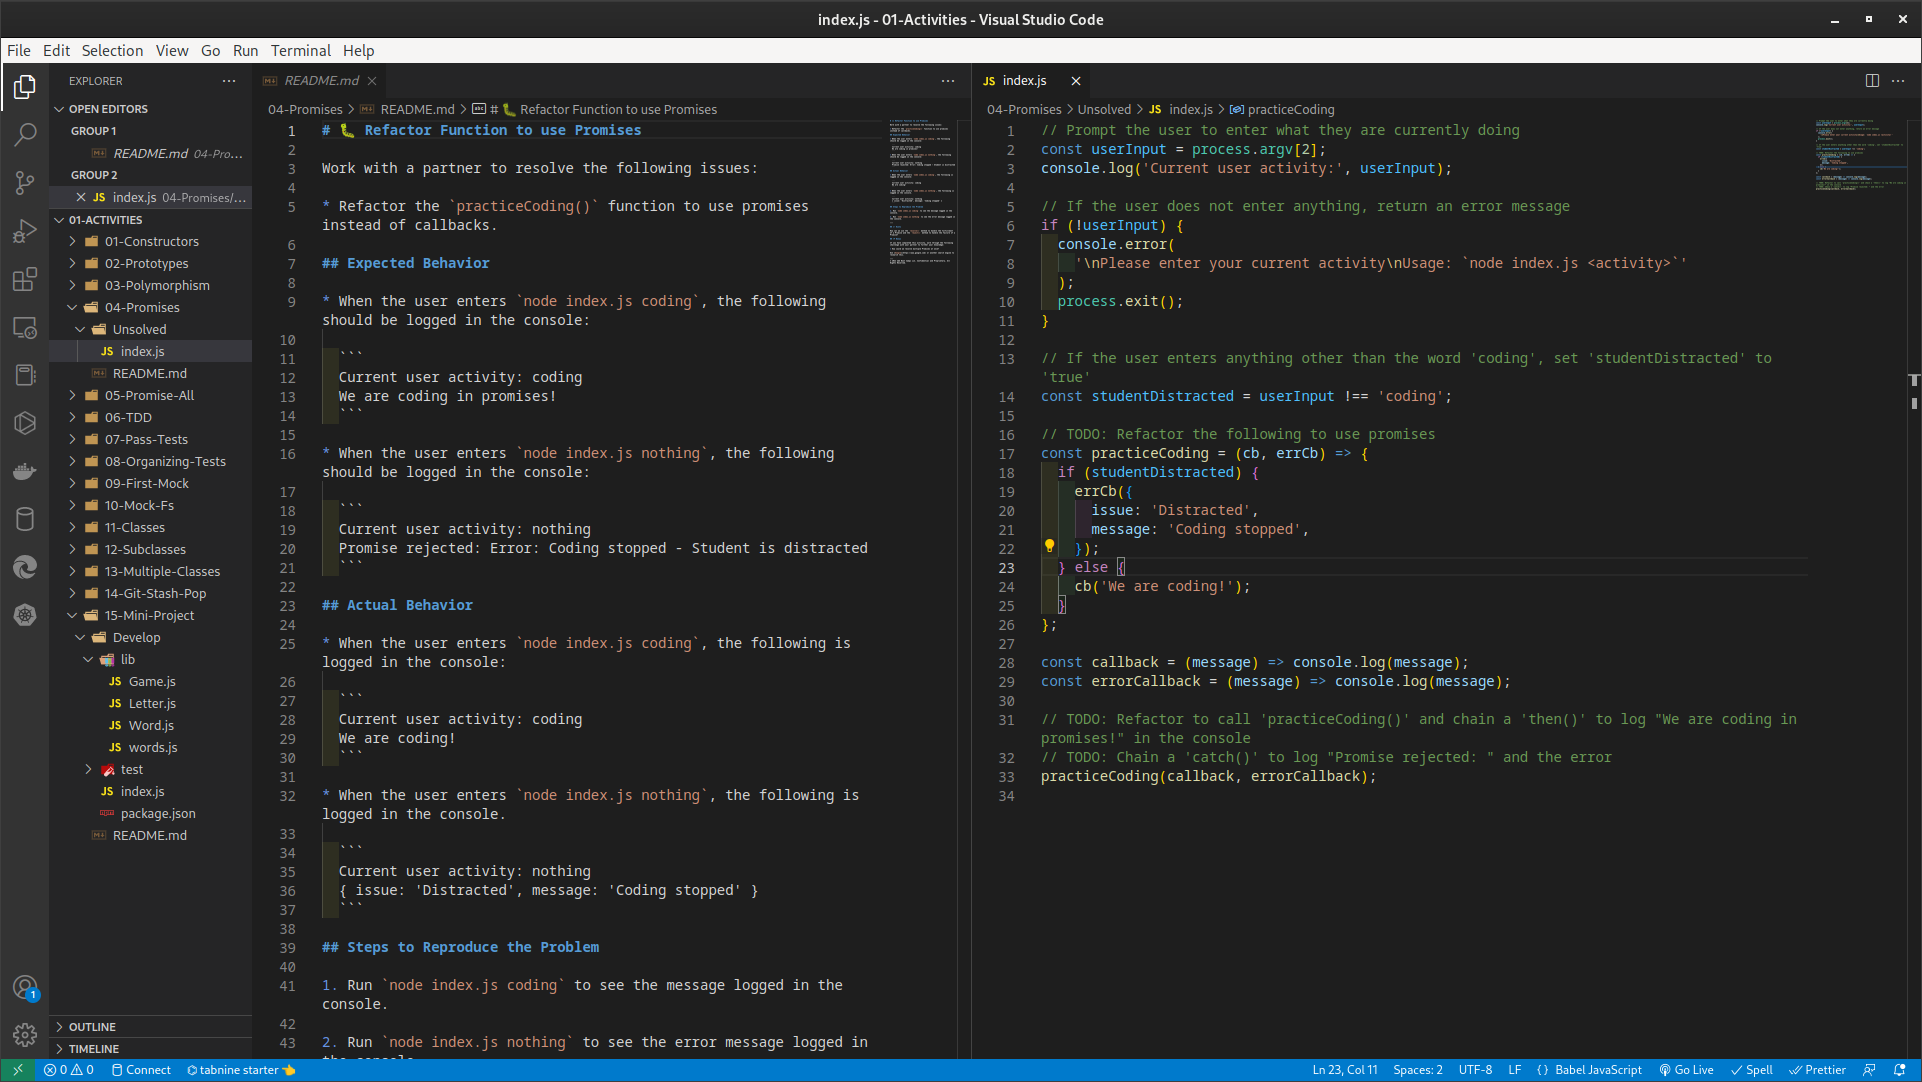 index.js - 01-Activities - Visual Studio Code
File Edit Selection View Go Run Terminal Help
EXPLORER
OPEN EDITORS
GROUP 1
README.md 04-Pro...
GROUP 2
index.js 04-Promises/...
01-ACTIVITIES
01-Constructors
02-Prototypes
03-Polymorphism
04-Promises
Unsolved
index.js
README.md
05-Promise-All
06-TDD
07-Pass-Tests
08-Organizing-Tests
09-First-Mock
10-Mock-Fs
11-Classes
12-Subclasses
13-Multiple-Classes
14-Git-Stash-Pop
15-Mini-Project
Develop
lib
Game.js
Letter.js
Word.js
words.js
test
index.js
package.json
README.md
OUTLINE
TIMELINE
README.md
04-Promises > README.md > # 🐛 Refactor Function to use Promises
1 # 🐛 Refactor Function to use Promises
2
3 Work with a partner to resolve the following issues:
4
5 * Refactor the `practiceCoding()` function to use promises
instead of callbacks.
6
7 ## Expected Behavior
8
9 * When the user enters `node index.js coding`, the following
should be logged in the console:
10
11 ```
12 Current user activity: coding
13 We are coding in promises!
14 ```
15
16 * When the user enters `node index.js nothing`, the following
should be logged in the console:
17
18 ```
19 Current user activity: nothing
20 Promise rejected: Error: Coding stopped - Student is distracted
21 ```
22
23 ## Actual Behavior
24
25 * When the user enters `node index.js coding`, the following is
logged in the console:
26
27 ```
28 Current user activity: coding
29 We are coding!
30 ```
31
32 * When the user enters `node index.js nothing`, the following is
logged in the console.
33
34 ```
35 Current user activity: nothing
36 { issue: 'Distracted', message: 'Coding stopped' }
37 ```
38
39 ## Steps to Reproduce the Problem
40
41 1. Run `node index.js coding` to see the message logged in the
console.
42
43 2. Run `node index.js nothing` to see the error message logged in
the console.
JS index.js
04-Promises > Unsolved > JS index.js > practiceCoding
1 // Prompt the user to enter what they are currently doing
2 const userInput = process.argv[2];
3 console.log('Current user activity:', userInput);
4
5 // If the user does not enter anything, return an error message
6 if (!userInput) {
7 console.error(
8 '\nPlease enter your current activity\nUsage: `node index.js <activity>`'
9 );
10 process.exit();
11 }
12
13 // If the user enters anything other than the word 'coding', set 'studentDistracted' to
'true'
14 const studentDistracted = userInput !== 'coding';
15
16 // TODO: Refactor the following to use promises
17 const practiceCoding = (cb, errCb) => {
18 if (studentDistracted) {
19 errCb({
20 issue: 'Distracted',
21 message: 'Coding stopped',
22 });
23 } else {
24 cb('We are coding!');
25 }
26 };
27
28 const callback = (message) => console.log(message);
29 const errorCallback = (message) => console.log(message);
30
31 // TODO: Refactor to call 'practiceCoding()' and chain a 'then()' to log "We are coding in
promises!" in the console
32 // TODO: Chain a 'catch()' to log "Promise rejected: " and the error
33 practiceCoding(callback, errorCallback);
34
1
0 0 Connect tabnine starter 👈 Ln 23, Col 11 Spaces: 2 UTF-8 LF {} Babel JavaScript Go Live Spell Prettier